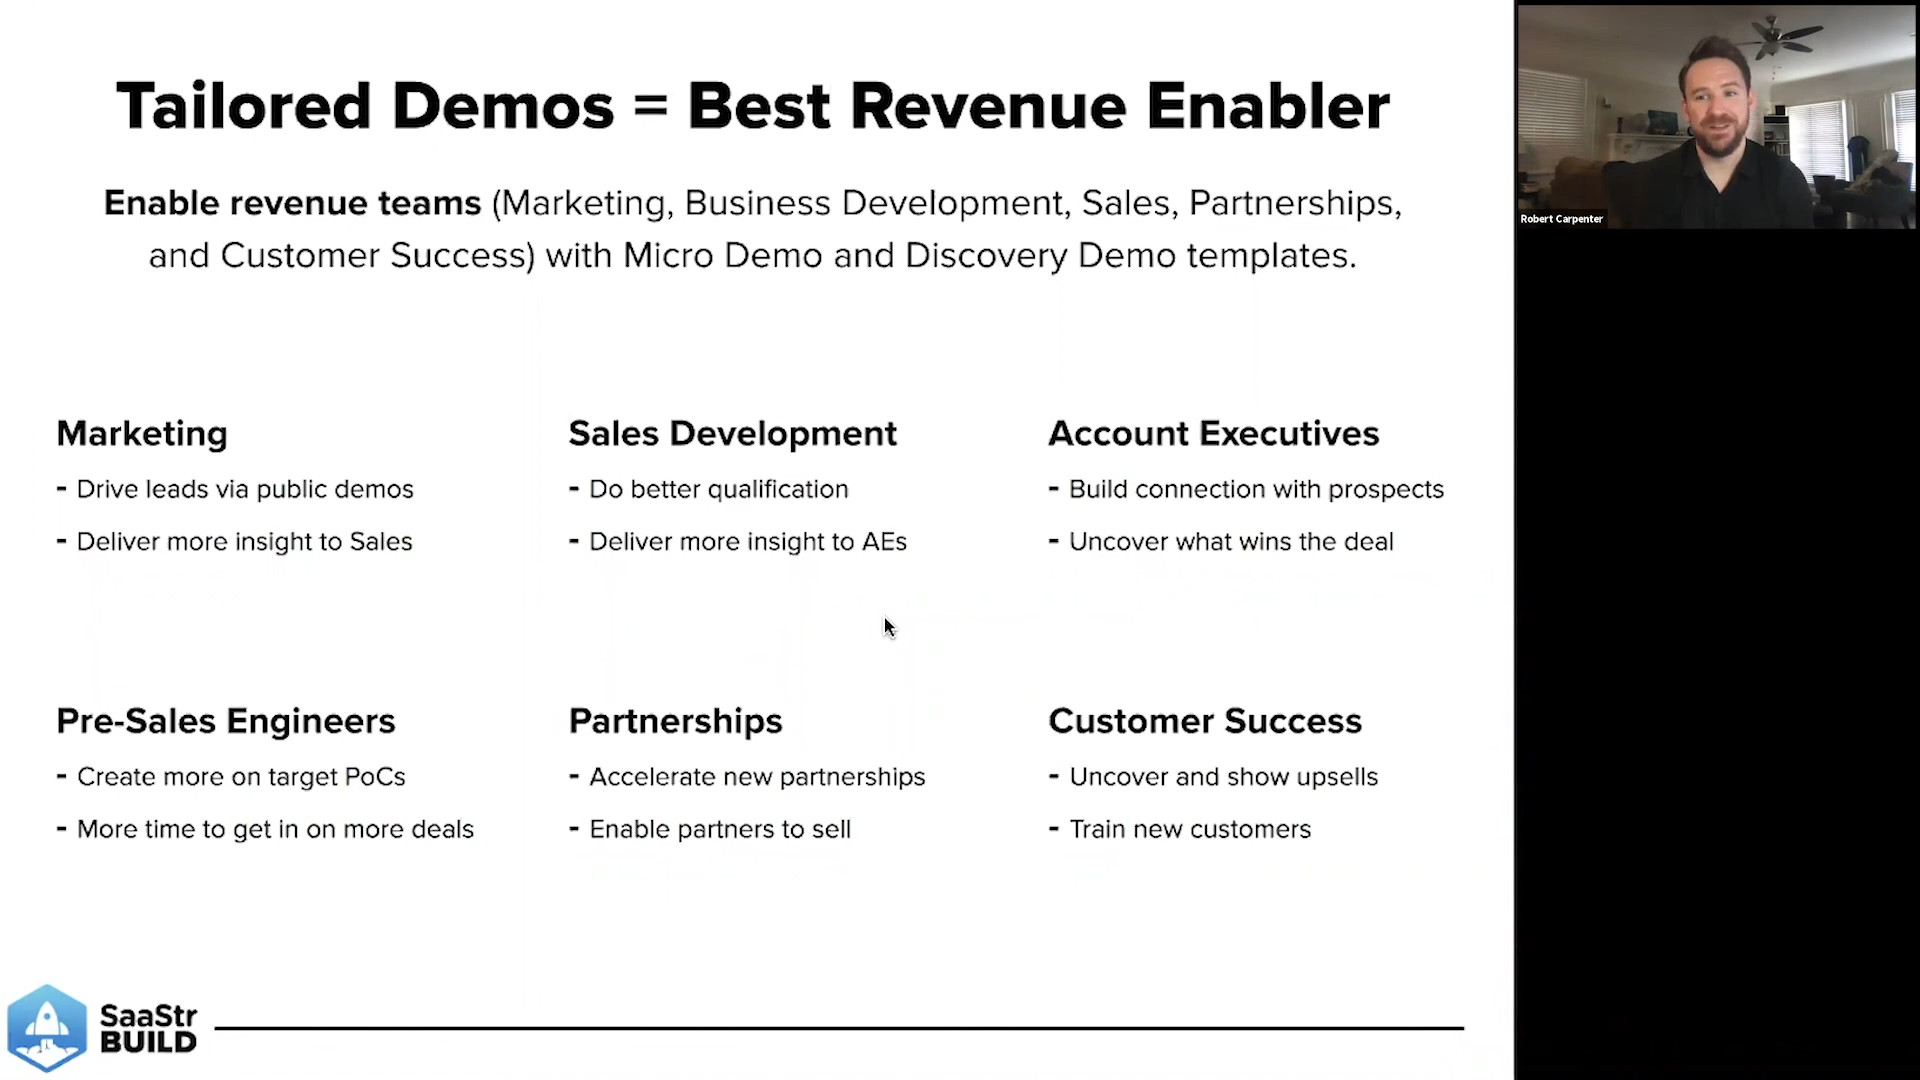 Tailored Demos = Best Revenue Enabler
Enable revenue teams (Marketing, Business Development, Sales, Partnerships,
and Customer Success) with Micro Demo and Discovery Demo templates.
Marketing
- Drive leads via public demos
- Deliver more insight to Sales
Sales Development
- Do better qualification
- Deliver more insight to AEs
Account Executives
- Build connection with prospects
- Uncover what wins the deal
Pre-Sales Engineers
- Create more on target PoCs
- More time to get in on more deals
Partnerships
- Accelerate new partnerships
- Enable partners to sell
Customer Success
- Uncover and show upsells
- Train new customers
SaaStr
BUILD
Robert Carpenter